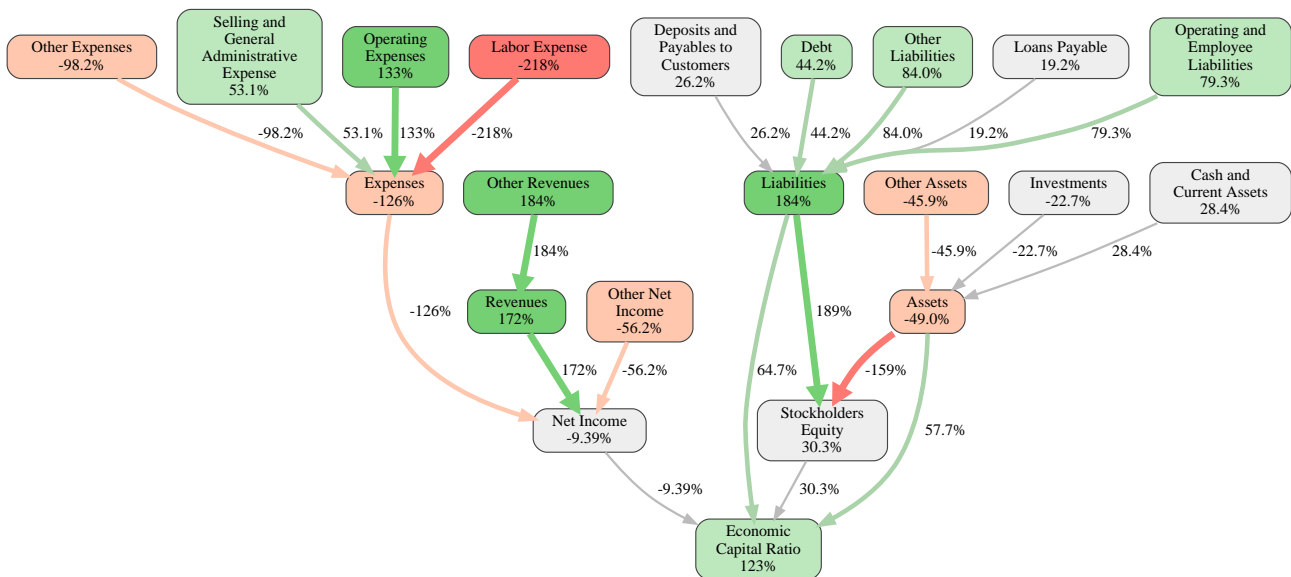 Other Expenses
-98.2%
Selling and
General
Administrative
Expense
53.1%
Operating
Expenses
133%
Labor Expense
-218%
Deposits and
Payables to
Customers
26.2%
Debt
44.2%
Other
Liabilities
84.0%
Loans Payable
19.2%
Operating and
Employee
Liabilities
79.3%
-98.2%
53.1%
133%
-218%
26.2%
44.2%
84.0%
19.2%
79.3%
Expenses
-126%
Other Revenues
184%
Liabilities
184%
Other Assets
-45.9%
Investments
-22.7%
Cash and
Current Assets
28.4%
184%
-45.9%
-22.7%
28.4%
-126%
Revenues
172%
Other Net
Income
-56.2%
189%
Assets
-49.0%
172%
-56.2%
64.7%
-159%
57.7%
Net Income
-9.39%
Stockholders
Equity
30.3%
-9.39%
30.3%
Economic
Capital Ratio
123%